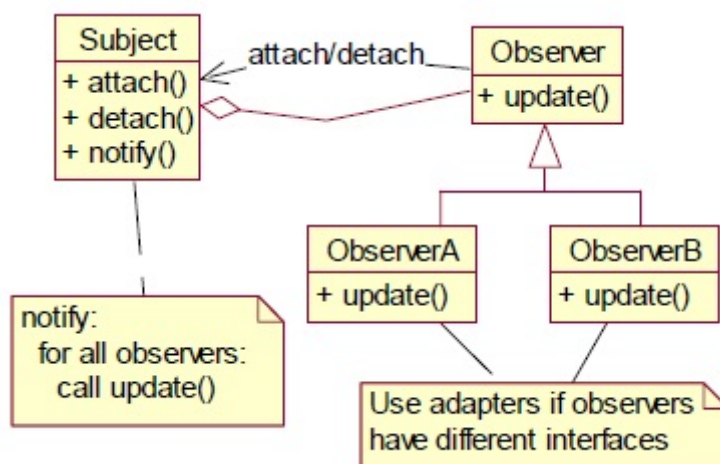 Subject
+ attach()
+ detach()
+ notify()
attach/detach
Observer
+ update()
ObserverA
+ update()
ObserverB
+ update()
notify:
for all observers:
call update()
Use adapters if observers
have different interfaces